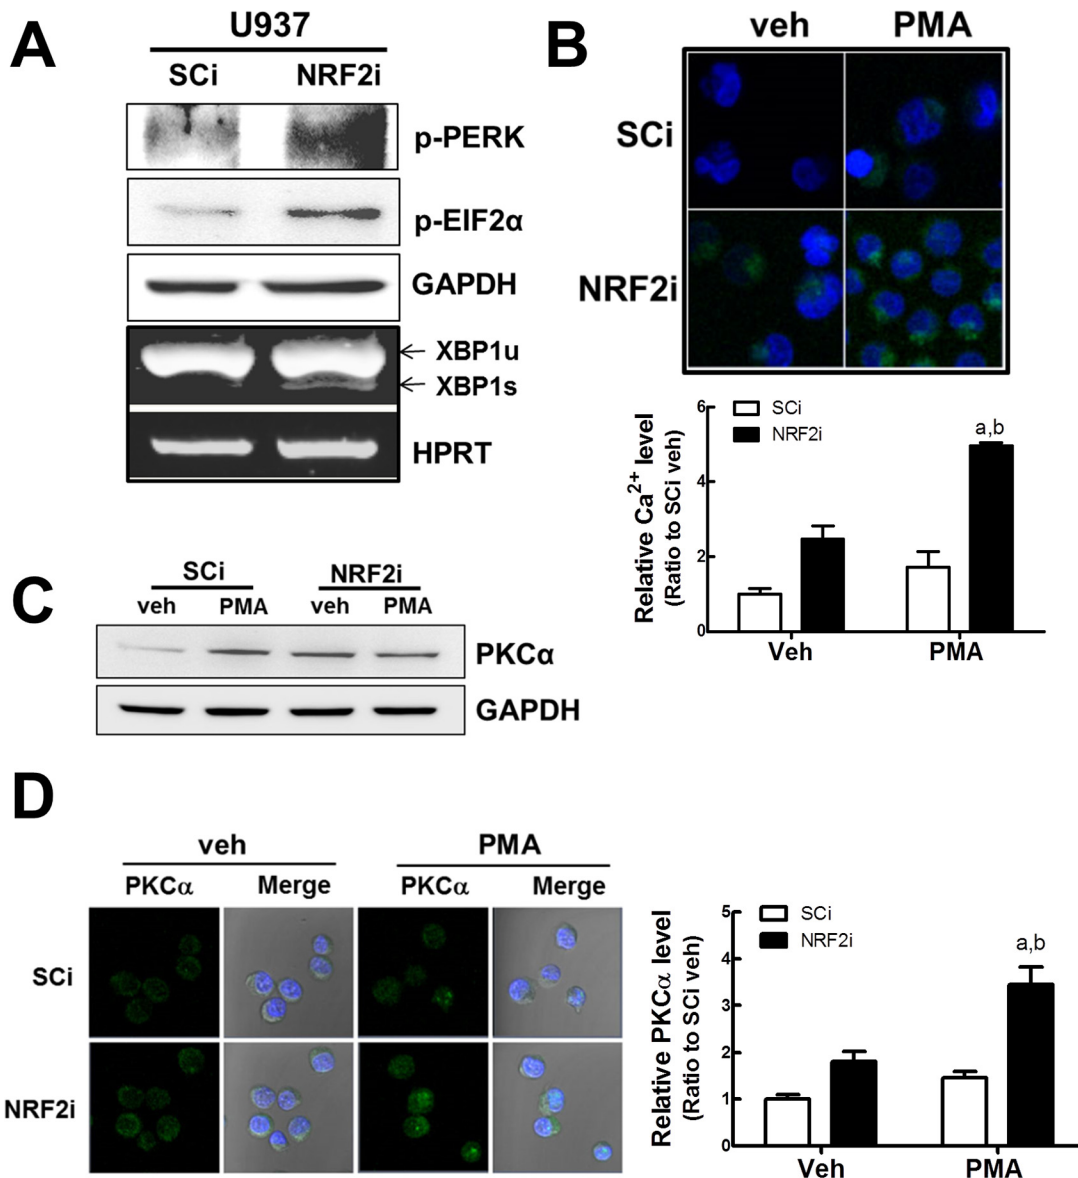 A
U937
SCi NRF2i
p-PERK
p-EIF2α
GAPDH
XBP1u
XBP1s
HPRT
B
veh PMA
SCi
NRF2i
Relative Ca2+ level
(Ratio to SCi veh)
6
4
2
0
SCi
NRF2i
a,b
Veh PMA
C
SCi NRF2i
veh PMA veh PMA
PKCα
GAPDH
D
veh PMA
PKCα Merge PKCα Merge
SCi
NRF2i
Relative PKCα level
(Ratio to SCi veh)
5
4
3
2
1
0
SCi
NRF2i
a,b
Veh PMA